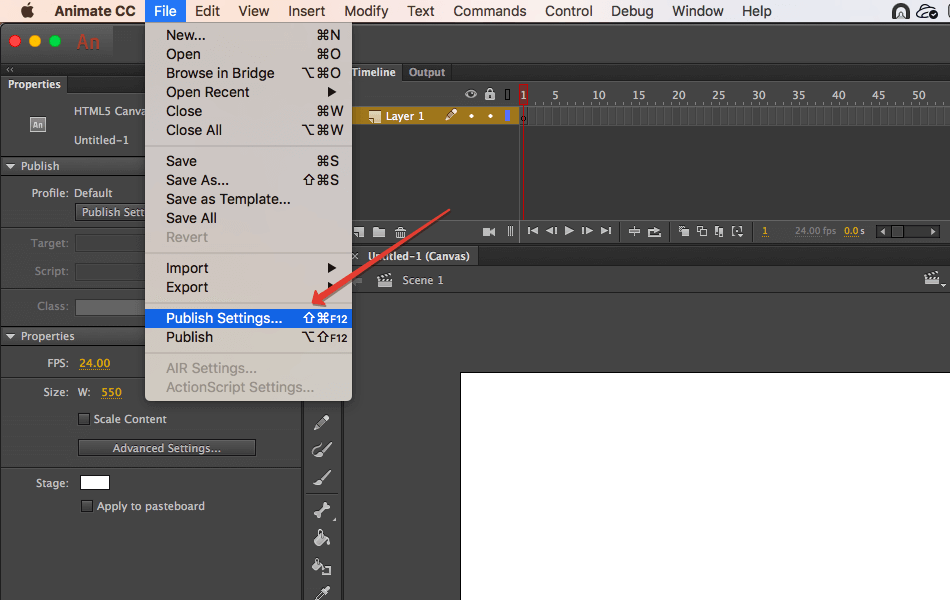 Animate CC File Edit View Insert Modify Text Commands Control Debug Window Help
An
New... ⌘N
Open ⌘O
Browse in Bridge ⌥⌘O
Open Recent ▶
Close ⌘W
Close All ⌥⌘W
Save ⌘S
Save As... ⇧⌘S
Save as Template...
Save All
Revert
Import ▶
Export ▶
Publish Settings... ⇧⌘F12
Publish ⌥⇧F12
AIR Settings...
ActionScript Settings...
Properties
HTML5 Canva
An
Untitled-1
Publish
Profile: Default
Publish Sett
Target:
Script:
Class:
Properties
FPS: 24.00
Size: W: 550
Scale Content
Advanced Settings...
Stage:
Apply to pasteboard
Timeline Output
1 5 10 15 20 25 30 35 40 45 50
Layer 1
1 24.00 fps 0.0 s
Untitled-1 (Canvas)
Scene 1